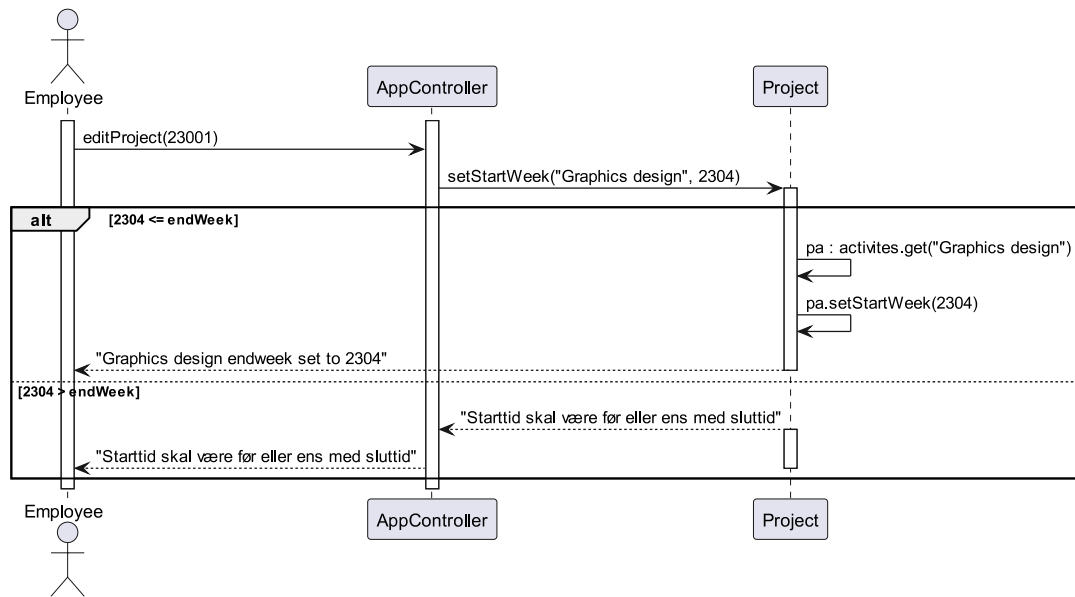 Employee
AppController
Project
editProject(23001)
setStartWeek("Graphics design", 2304)
alt
[2304 <= endWeek]
pa : activites.get("Graphics design")
pa.setStartWeek(2304)
"Graphics design endweek set to 2304"
[2304 > endWeek]
"Starttid skal være før eller ens med sluttid"
"Starttid skal være før eller ens med sluttid"
Employee
AppController
Project